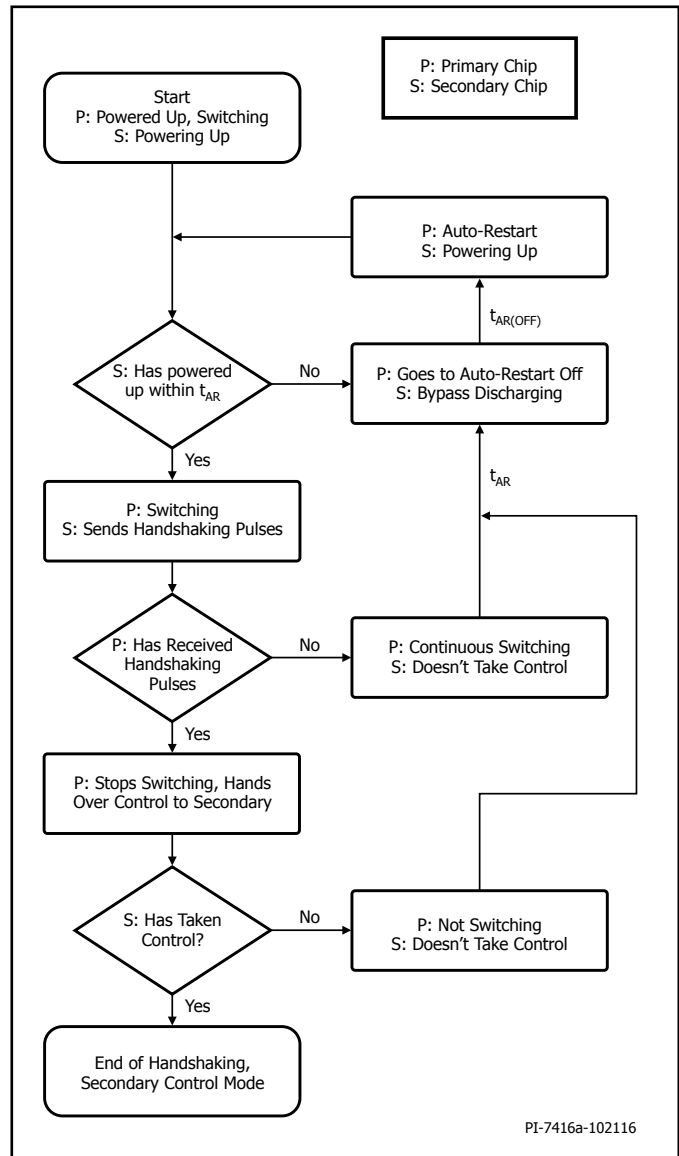 P: Primary Chip
S: Secondary Chip
Start
P: Powered Up, Switching
S: Powering Up
P: Auto-Restart
S: Powering Up
t_AR(OFF)
S: Has powered
up within t_AR
No
P: Goes to Auto-Restart Off
S: Bypass Discharging
Yes
t_AR
P: Switching
S: Sends Handshaking Pulses
P: Has Received
Handshaking
Pulses
No
P: Continuous Switching
S: Doesn’t Take Control
Yes
P: Stops Switching, Hands
Over Control to Secondary
S: Has Taken
Control?
No
P: Not Switching
S: Doesn’t Take Control
Yes
End of Handshaking,
Secondary Control Mode
PI-7416a-102116